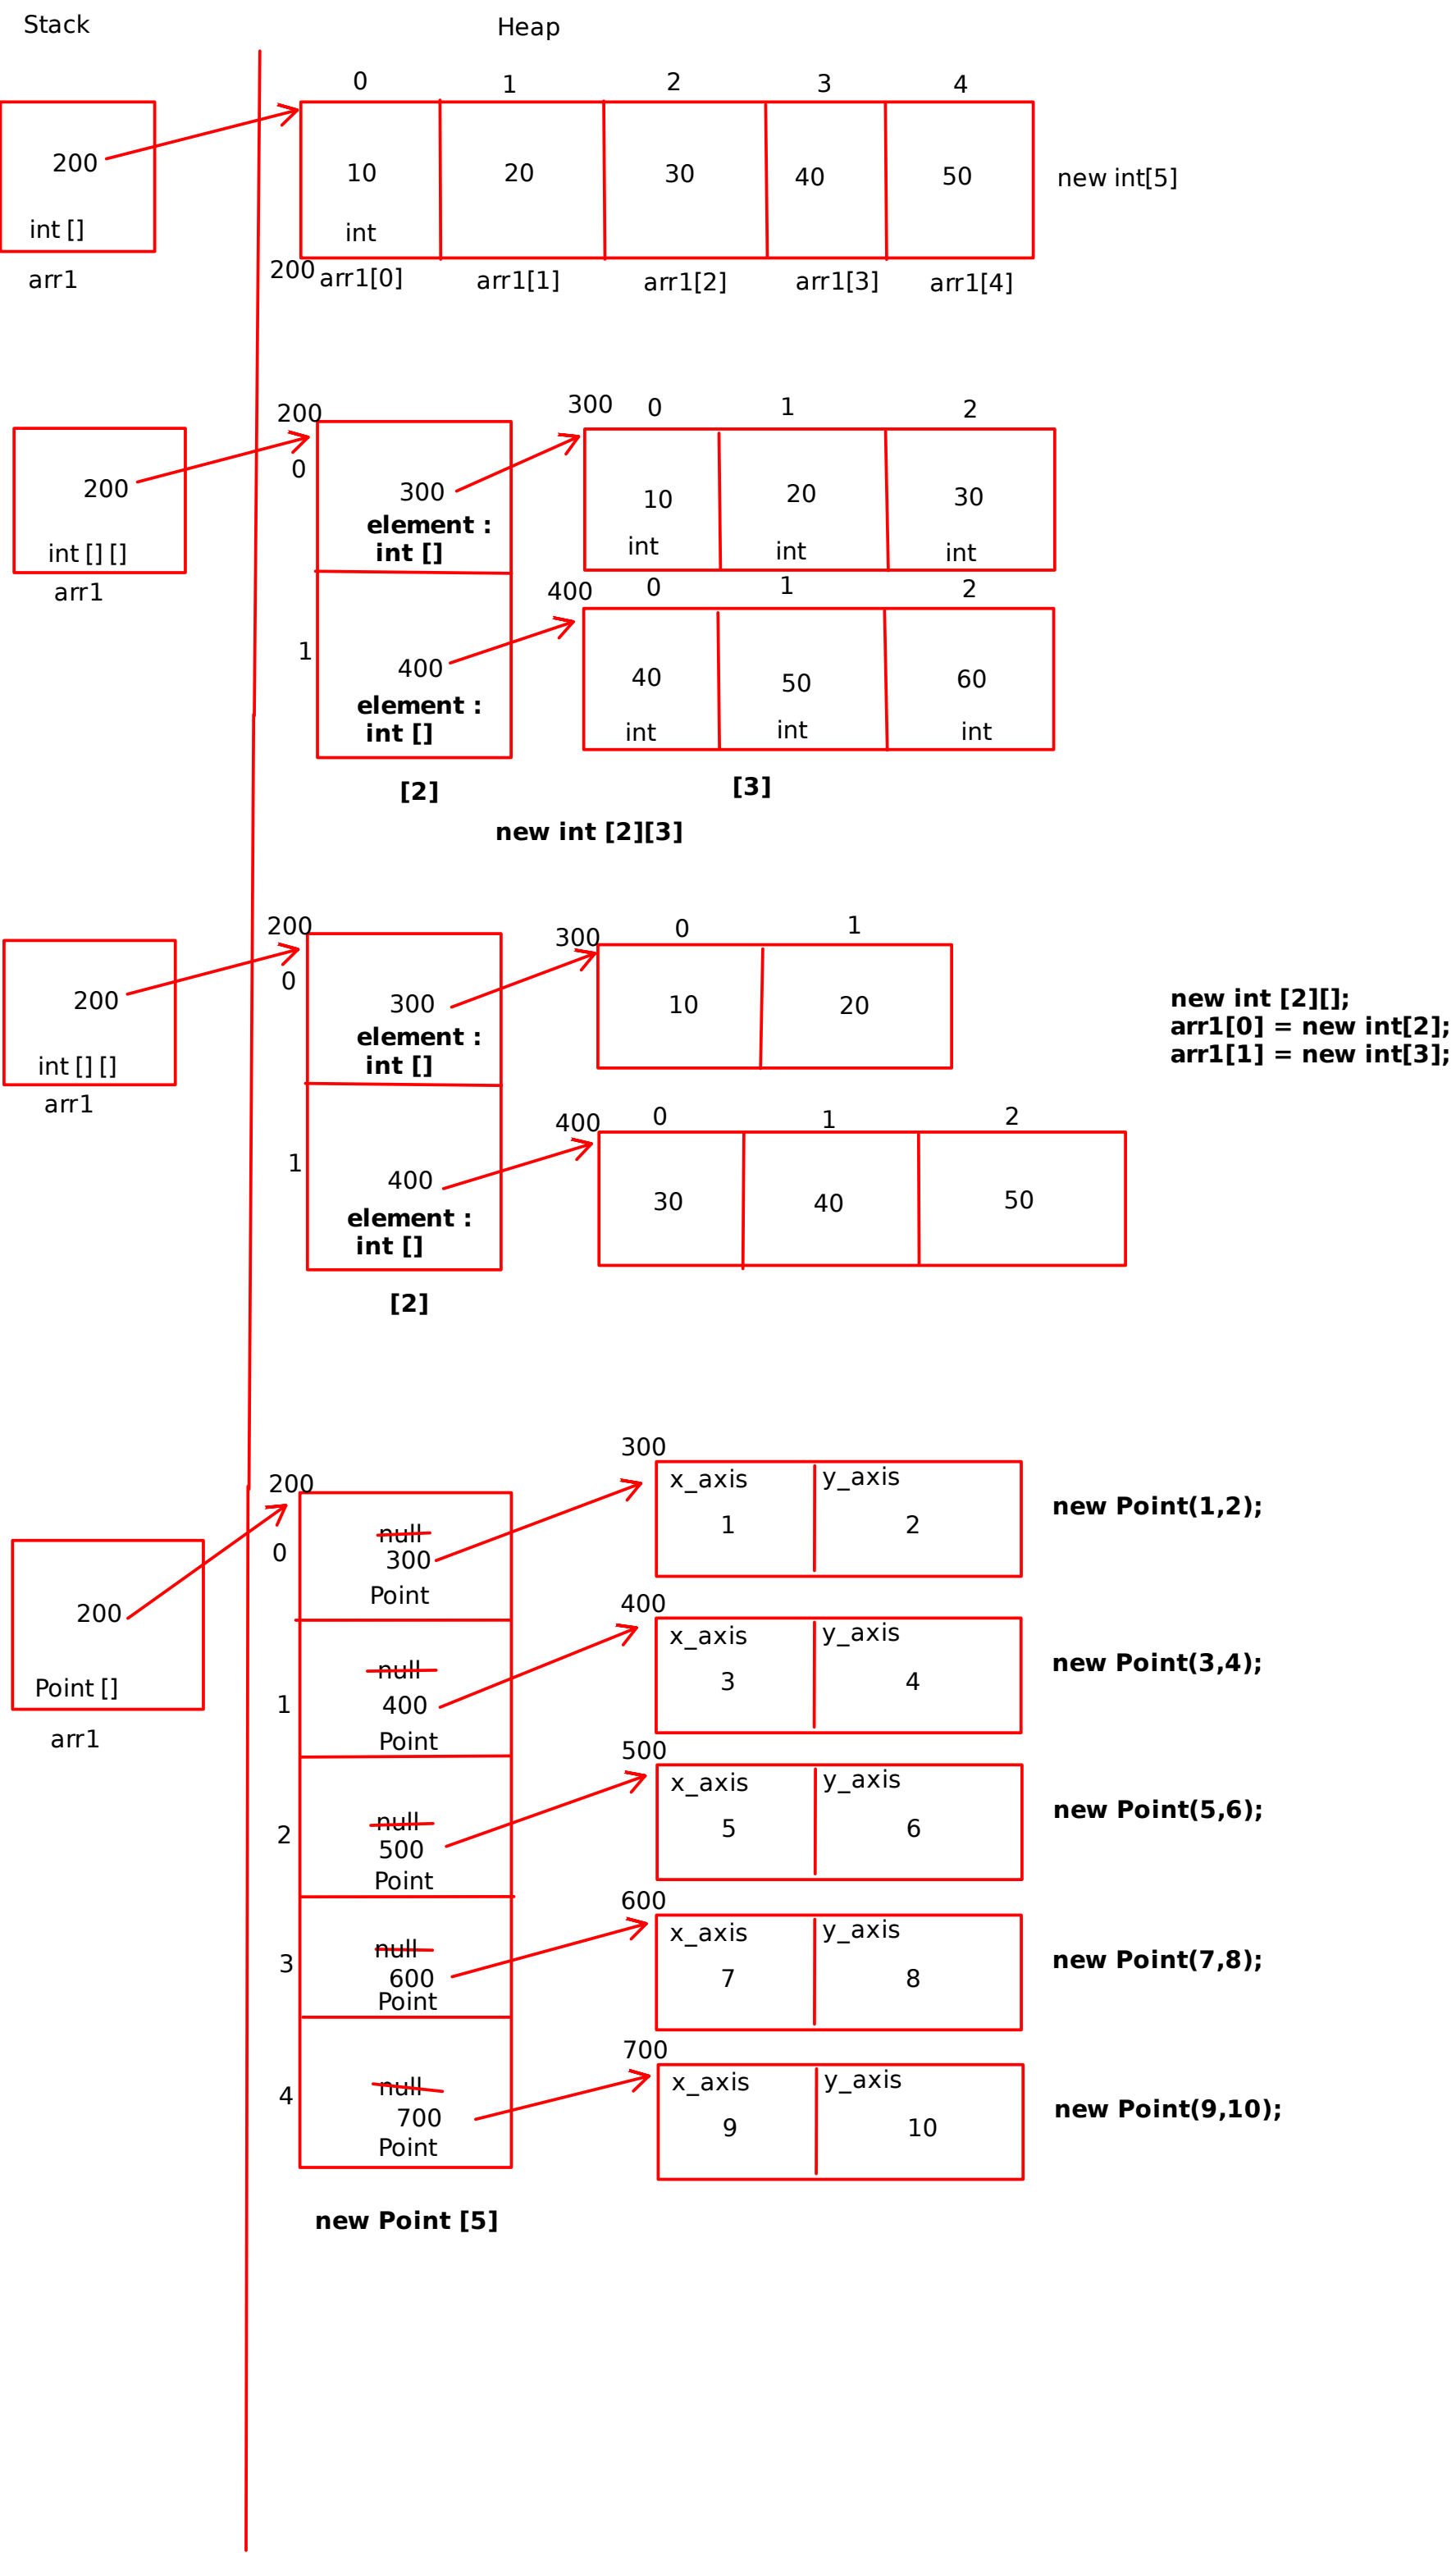 Stack
Heap
0
1
2
3
4
200
10
20
30
40
50
new int[5]
int []
int
arr1
200
arr1[0]
arr1[1]
arr1[2]
arr1[3]
arr1[4]
200
300
0
1
2
0
200
300
10
20
30
element :
int []
int [] []
int
int
int
arr1
400
0
1
2
1
400
40
50
60
element :
int []
int
int
int
[2]
[3]
new int [2][3]
200
300
0
1
0
200
300
10
20
new int [2][];
arr1[0] = new int[2];
arr1[1] = new int[3];
element :
int []
int [] []
arr1
400
0
1
2
1
400
30
40
50
element :
int []
[2]
300
200
x_axis
y_axis
new Point(1,2);
null
0
300
1
2
Point
200
400
x_axis
y_axis
new Point(3,4);
Point []
null
1
400
3
4
arr1
Point
500
x_axis
y_axis
new Point(5,6);
null
2
500
5
6
Point
600
x_axis
y_axis
new Point(7,8);
null
3
600
7
8
Point
700
x_axis
y_axis
new Point(9,10);
null
4
700
9
10
Point
new Point [5]